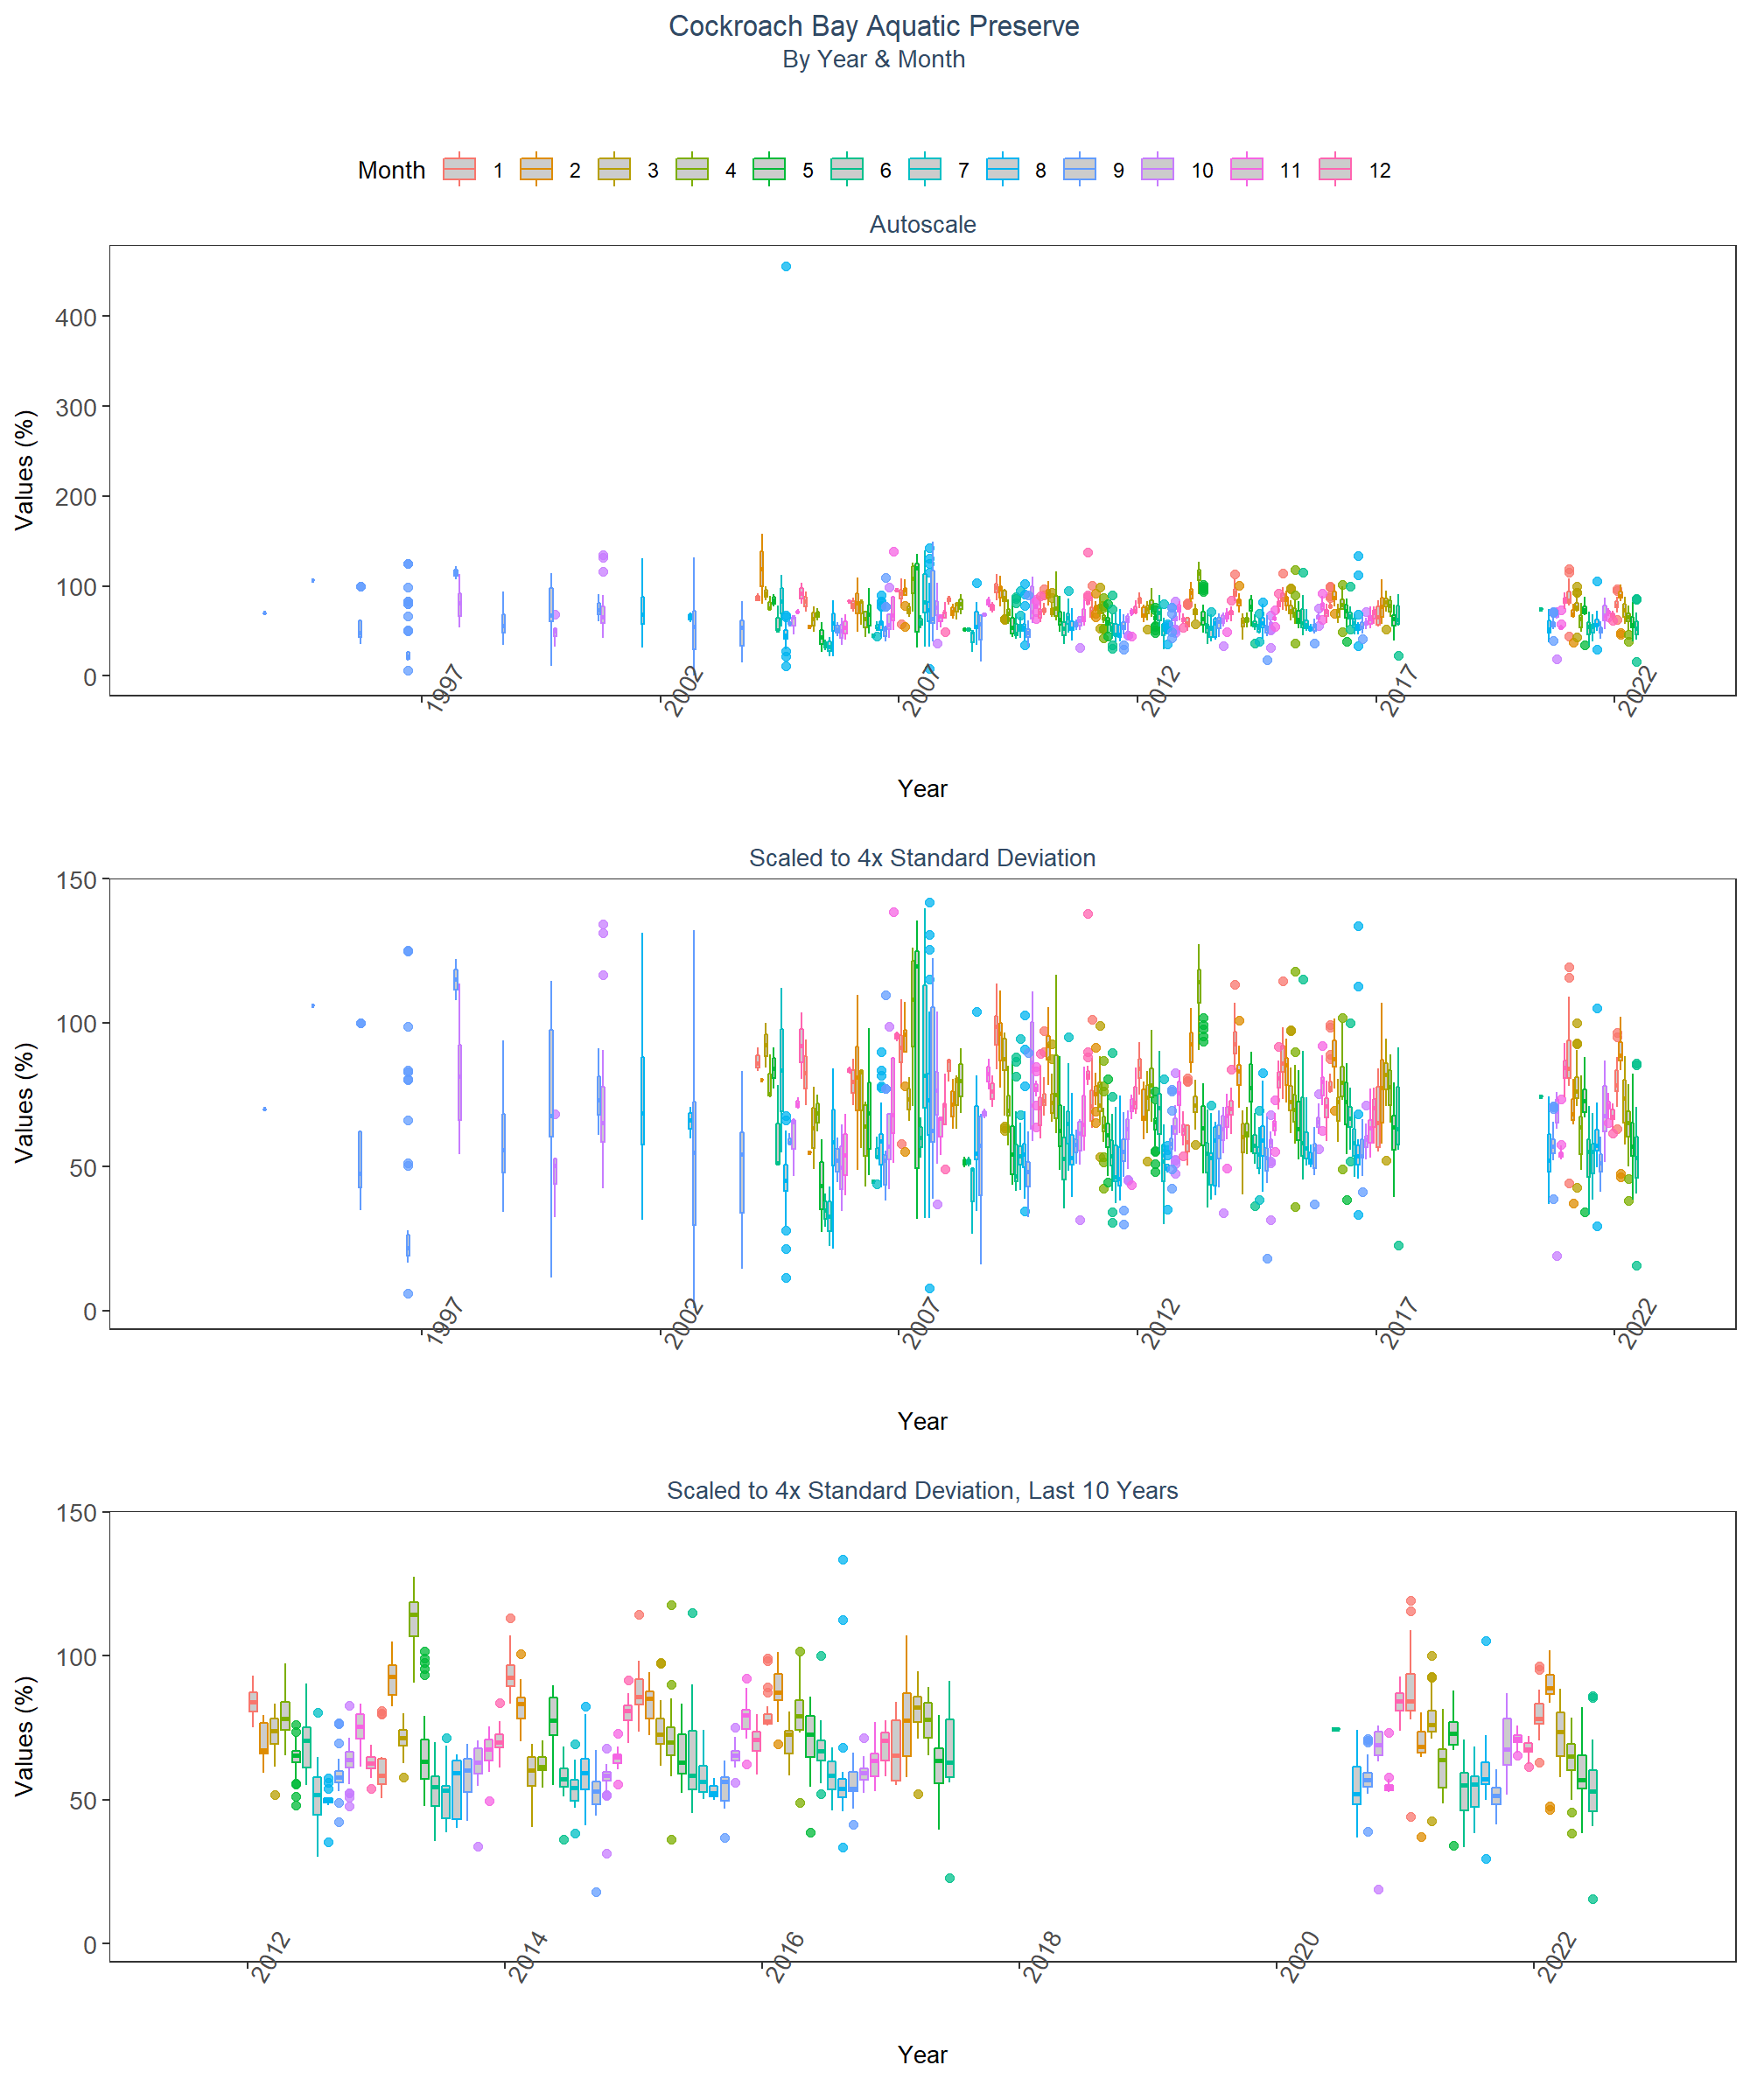 Cockroach Bay Aquatic Preserve
By Year & Month
Month 1 2 3 4 5 6 7 8 9 10 11 12
Autoscale
Values (%)
400
300
200
100
0
1997 2002 2007 2012 2017 2022
Year
Scaled to 4x Standard Deviation
Values (%)
150
100
50
0
1997 2002 2007 2012 2017 2022
Year
Scaled to 4x Standard Deviation, Last 10 Years
Values (%)
150
100
50
0
2012 2014 2016 2018 2020 2022
Year